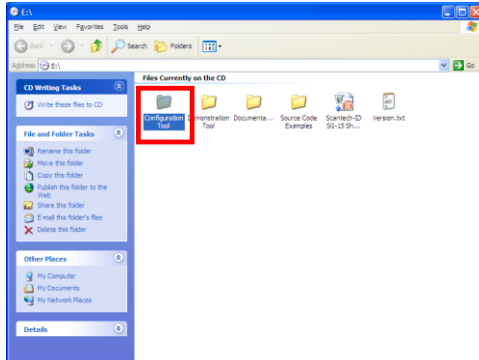 E:\
File Edit View Favorites Tools Help
Back Search Folders
Address E:\ Go
Files Currently on the CD
CD Writing Tasks
Write these files to CD
File and Folder Tasks
Rename this folder
Move this folder
Copy this folder
Publish this folder to the
Web
Share this folder
E-mail this folder's files
Delete this folder
Other Places
My Computer
My Documents
My Network Places
Details
Configuration
Tool
Demonstration
Tool
Documenta...
Source Code
Examples
Scantech-ID
SG-15 Sh...
Version.txt